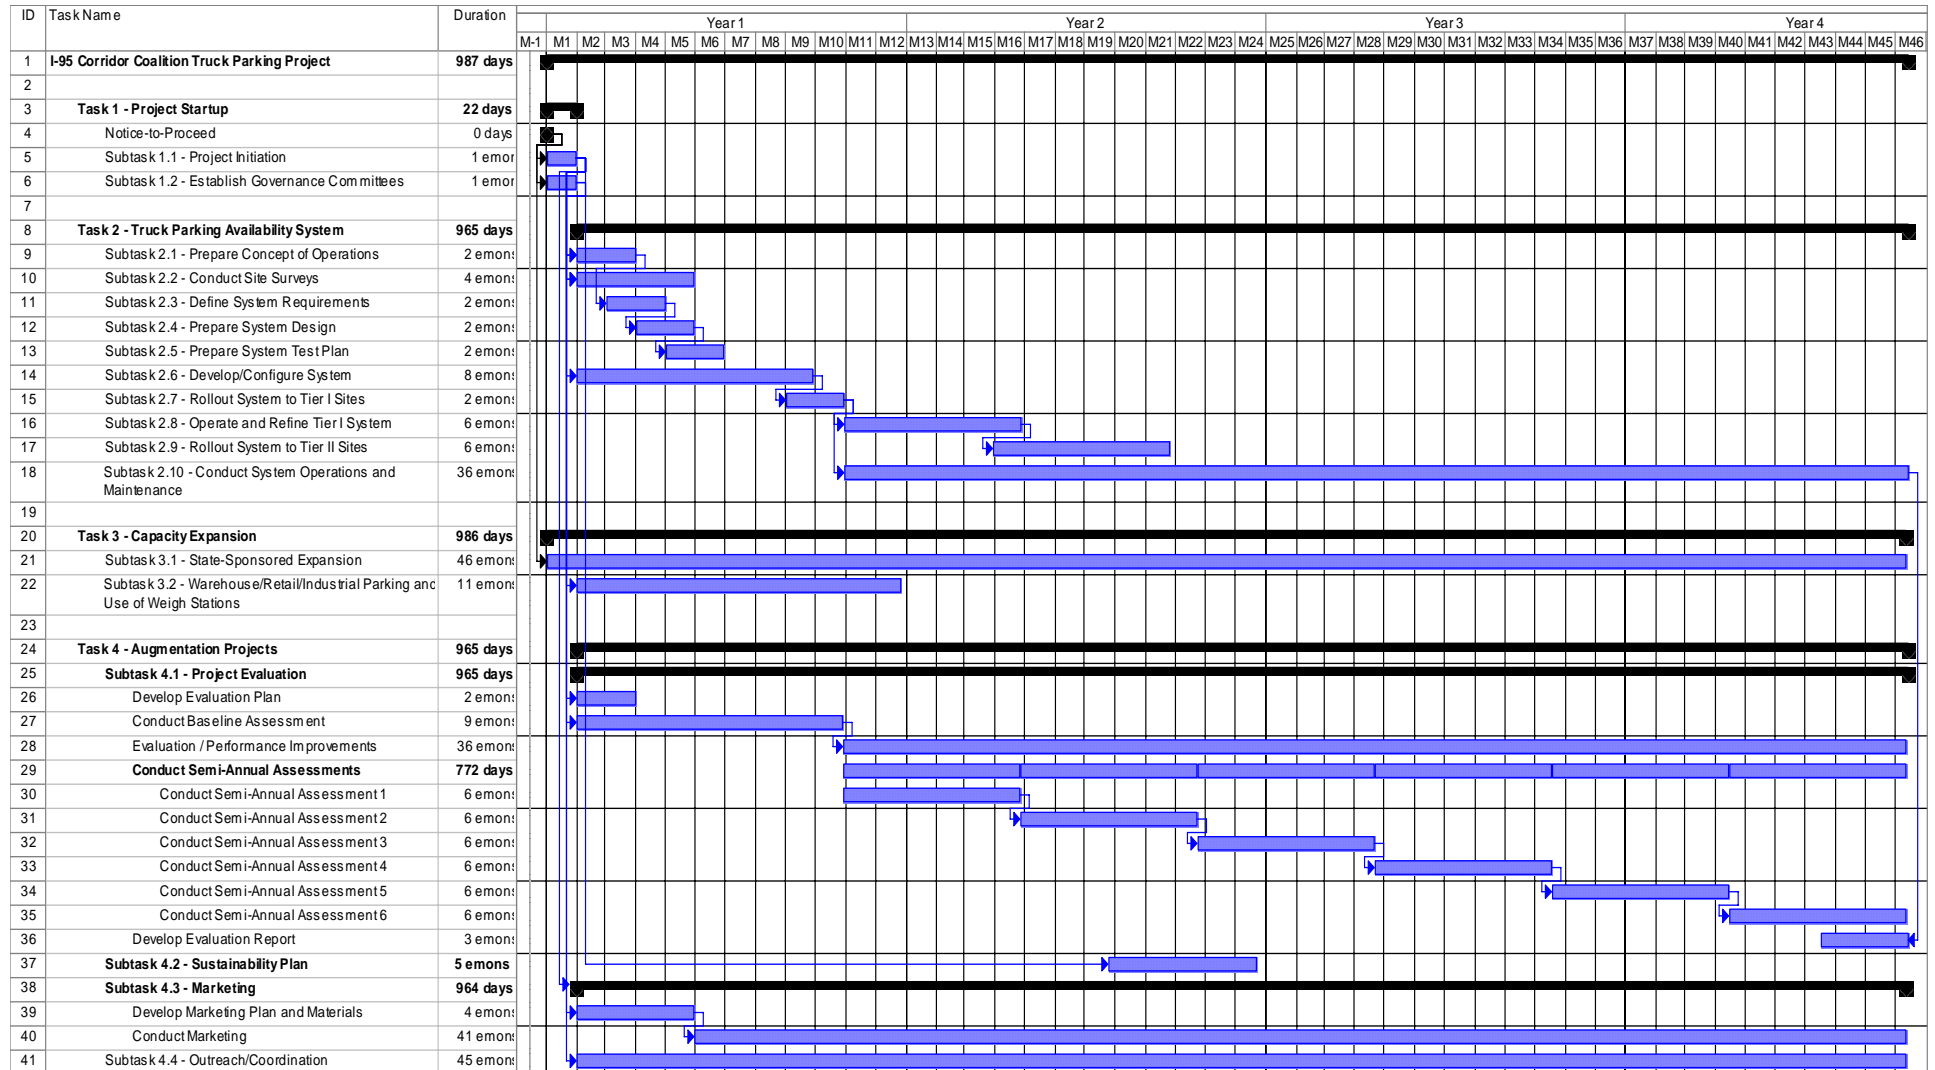 ID Task Name Duration
Year 1 Year 2 Year 3 Year 4
M-1 M1 M2 M3 M4 M5 M6 M7 M8 M9 M10 M11 M12 M13 M14 M15 M16 M17 M18 M19 M20 M21 M22 M23 M24 M25 M26 M27 M28 M29 M30 M31 M32 M33 M34 M35 M36 M37 M38 M39 M40 M41 M42 M43 M44 M45 M46
1 I-95 Corridor Coalition Truck Parking Project 987 days
2
3 Task 1 - Project Startup 22 days
4 Notice-to-Proceed 0 days
5 Subtask 1.1 - Project Initiation 1 emor
6 Subtask 1.2 - Establish Governance Committees 1 emor
7
8 Task 2 - Truck Parking Availability System 965 days
9 Subtask 2.1 - Prepare Concept of Operations 2 emons
10 Subtask 2.2 - Conduct Site Surveys 4 emons
11 Subtask 2.3 - Define System Requirements 2 emons
12 Subtask 2.4 - Prepare System Design 2 emons
13 Subtask 2.5 - Prepare System Test Plan 2 emons
14 Subtask 2.6 - Develop/Configure System 8 emons
15 Subtask 2.7 - Rollout System to Tier I Sites 2 emons
16 Subtask 2.8 - Operate and Refine Tier I System 6 emons
17 Subtask 2.9 - Rollout System to Tier II Sites 6 emons
18 Subtask 2.10 - Conduct System Operations and 36 emons
Maintenance
19
20 Task 3 - Capacity Expansion 986 days
21 Subtask 3.1 - State-Sponsored Expansion 46 emons
22 Subtask 3.2 - Warehouse/Retail/Industrial Parking and 11 emons
Use of Weigh Stations
23
24 Task 4 - Augmentation Projects 965 days
25 Subtask 4.1 - Project Evaluation 965 days
26 Develop Evaluation Plan 2 emons
27 Conduct Baseline Assessment 9 emons
28 Evaluation / Performance Improvements 36 emons
29 Conduct Semi-Annual Assessments 772 days
30 Conduct Semi-Annual Assessment 1 6 emons
31 Conduct Semi-Annual Assessment 2 6 emons
32 Conduct Semi-Annual Assessment 3 6 emons
33 Conduct Semi-Annual Assessment 4 6 emons
34 Conduct Semi-Annual Assessment 5 6 emons
35 Conduct Semi-Annual Assessment 6 6 emons
36 Develop Evaluation Report 3 emons
37 Subtask 4.2 - Sustainability Plan 5 emons
38 Subtask 4.3 - Marketing 964 days
39 Develop Marketing Plan and Materials 4 emons
40 Conduct Marketing 41 emons
41 Subtask 4.4 - Outreach/Coordination 45 emons